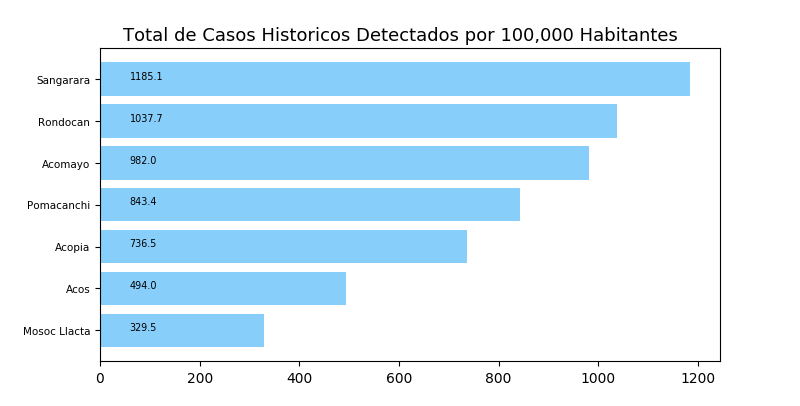 Total de Casos Historicos Detectados por 100,000 Habitantes
Sangarara 1185.1
Rondocan 1037.7
Acomayo 982.0
Pomacanchi 843.4
Acopia 736.5
Acos 494.0
Mosoc Llacta 329.5
0 200 400 600 800 1000 1200